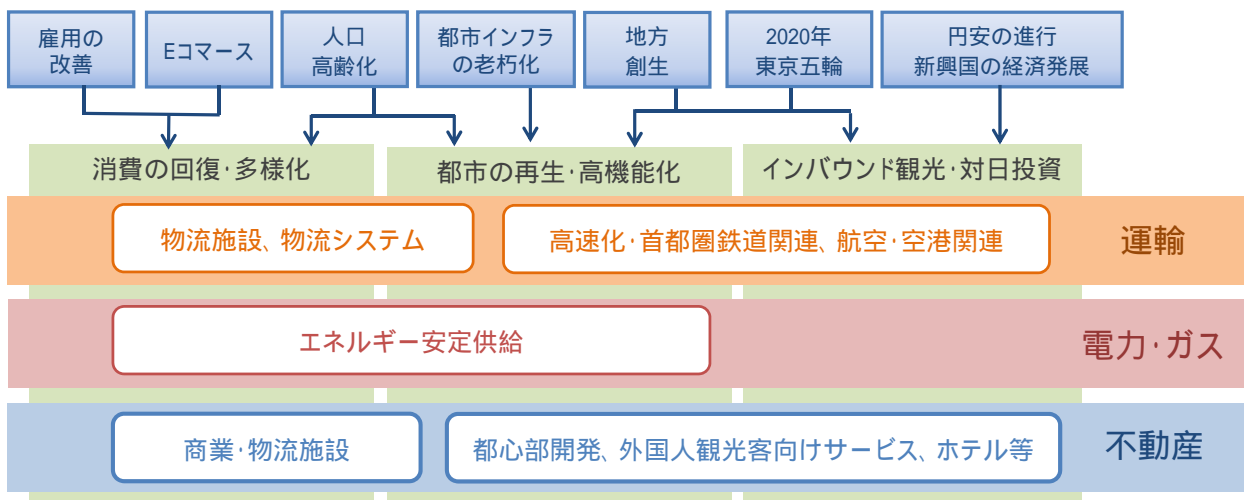 雇用の
改善
Eコマース
人口
高齢化
都市インフラ
の老朽化
地方
創生
2020年
東京五輪
円安の進行
新興国の経済発展
消費の回復・多様化
都市の再生・高機能化
インバウンド観光・対日投資
物流施設、物流システム
高速化・首都圏鉄道関連、航空・空港関連
運輸
エネルギー安定供給
電力・ガス
商業・物流施設
都心部開発、外国人観光客向けサービス、ホテル等
不動産